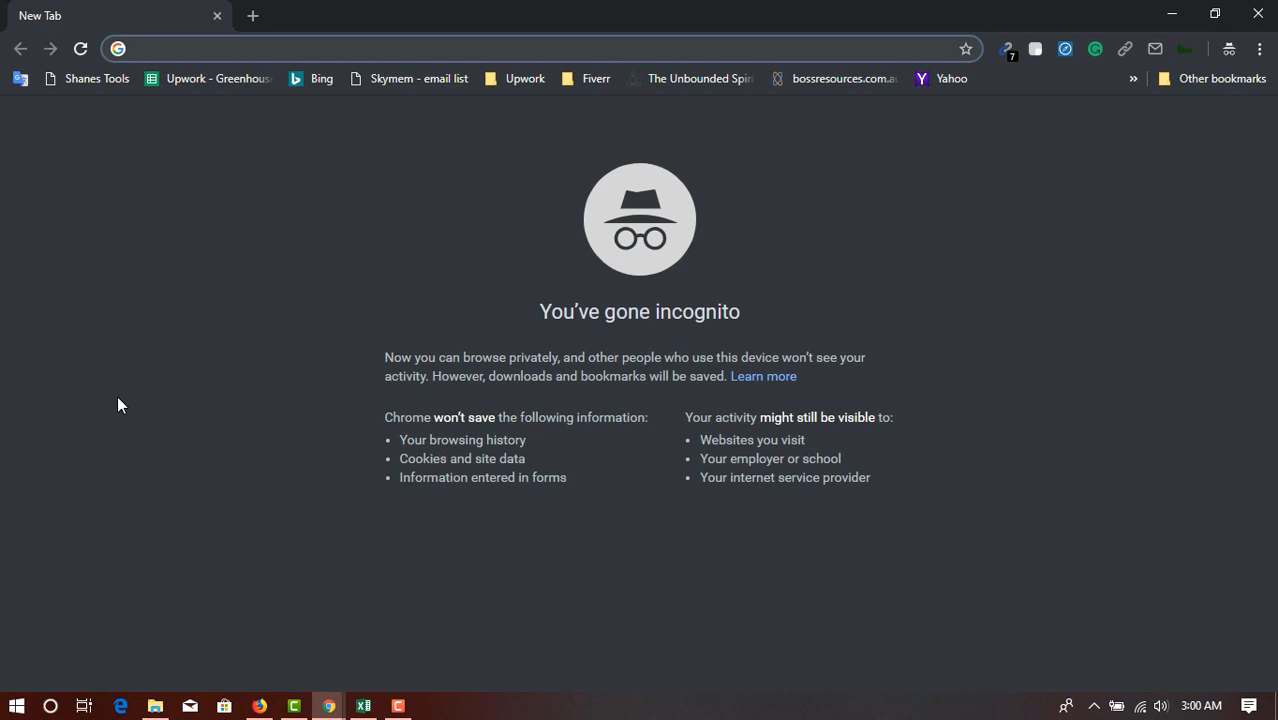 New Tab
7
Shanes Tools
Upwork - Greenhous
Bing
Skymem - email list
Upwork
Fiverr
The Unbounded Spiri
bossresources.com.au
Yahoo
»
Other bookmarks
You've gone incognito
Now you can browse privately, and other people who use this device won't see your
activity. However, downloads and bookmarks will be saved. Learn more
Chrome won't save the following information:
• Your browsing history
• Cookies and site data
• Information entered in forms
Your activity might still be visible to:
• Websites you visit
• Your employer or school
• Your internet service provider
3:00 AM